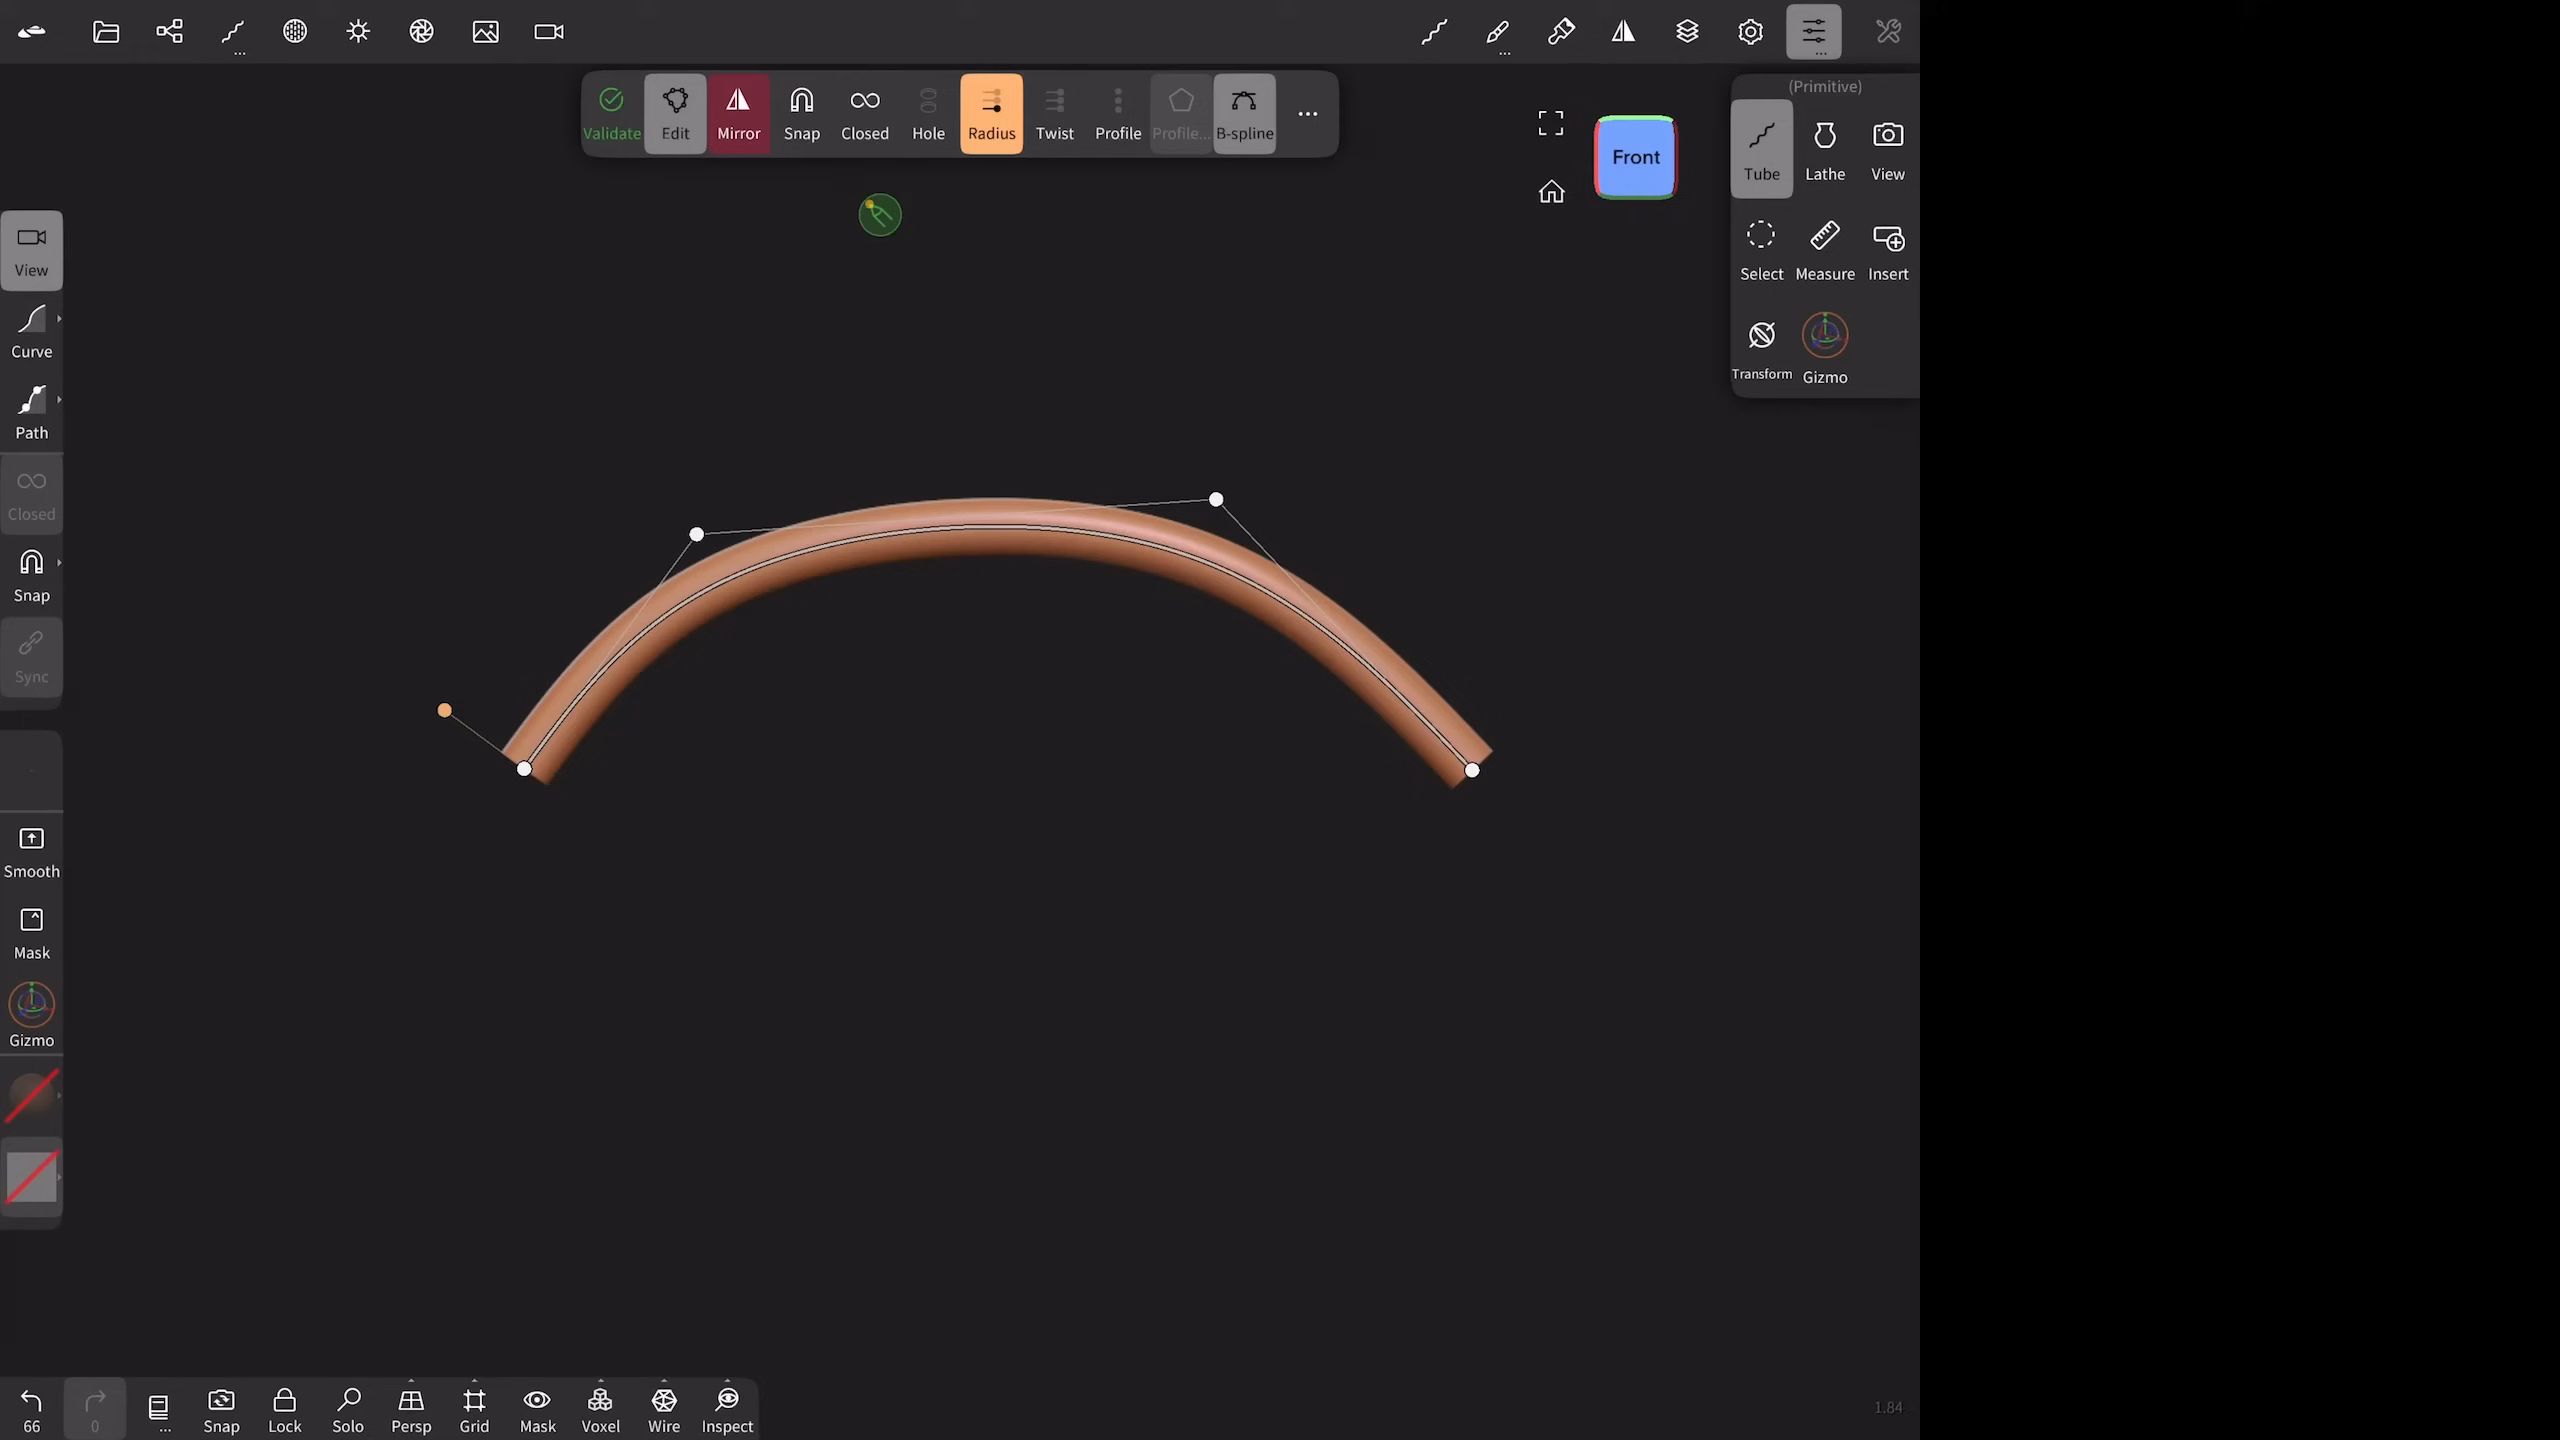 (Primitive)
Validate Edit Mirror Snap Closed Hole Radius Twist Profile Profile... B-spline ...
Front
Tube Lathe View
Select Measure Insert
Transform Gizmo
View
Curve
Path
Closed
Snap
Sync
Smooth
Mask
Gizmo
66 0 ... Snap Lock Solo Persp Grid Mask Voxel Wire Inspect
1.84